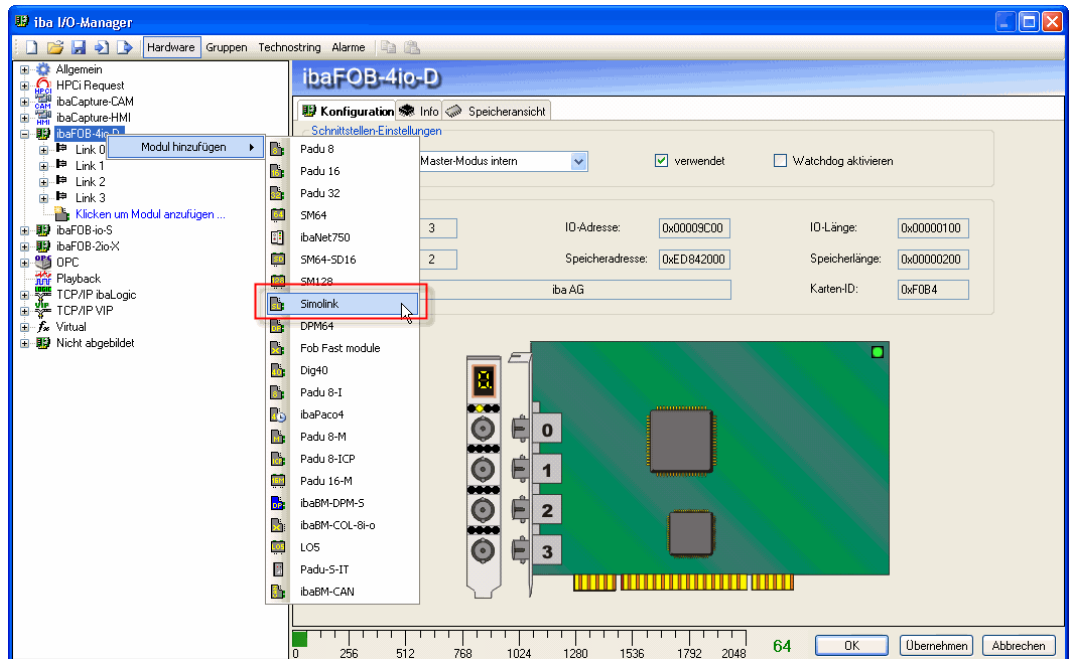 iba I/O-Manager
Hardware Gruppen Technostring Alarme
Allgemein
HPCi Request
ibaCapture-CAM
ibaCapture-HMI
ibaFOB-4io-D
Link 0
Link 1
Link 2
Link 3
Klicken um Modul anzufügen ...
ibaFOB-io-S
ibaFOB-2io-X
OPC
Playback
TCP/IP ibaLogic
TCP/IP VIP
Virtual
Nicht abgebildet
Modul hinzufügen
Padu 8
Padu 16
Padu 32
SM64
ibaNet750
SM64-SD16
SM128
Simolink
DPM64
Fob Fast module
Dig40
Padu 8-I
ibaPaco4
Padu 8-M
Padu 8-ICP
Padu 16-M
ibaBM-DPM-S
ibaBM-COL-8i-o
LO5
Padu-S-IT
ibaBM-CAN
ibaFOB-4io-D
Konfiguration Info Speicheransicht
Schnittstellen-Einstellungen
Master-Modus intern verwendet Watchdog aktivieren
3 IO-Adresse: 0x00009C00 IO-Länge: 0x00000100
2 Speicheradresse: 0xED842000 Speicherlänge: 0x00000200
iba AG Karten-ID: 0xF0B4
0
1
2
3
0 256 512 768 1024 1280 1536 1792 2048 64 OK Übernehmen Abbrechen